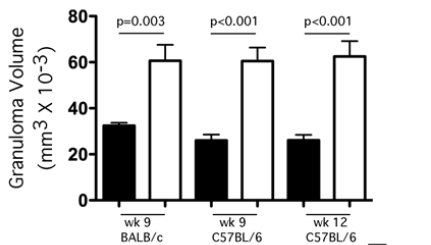 p=0.003 p<0.001 p<0.001
Granuloma Volume
(mm3 X 10-3)
80
60
40
20
0
wk 9 wk 9 wk 12
BALB/c C57BL/6 C57BL/6